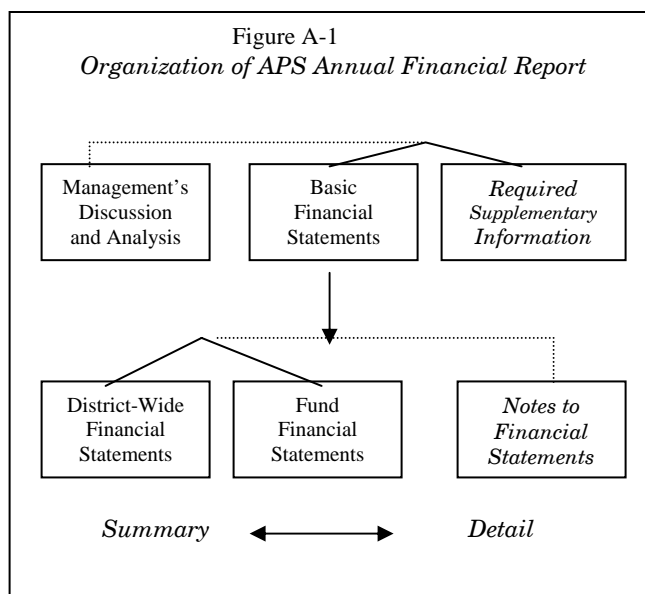 Figure A-1
Organization of APS Annual Financial Report
Management's
Discussion
and Analysis
Basic
Financial
Statements
Required
Supplementary
Information
District-Wide
Financial
Statements
Fund
Financial
Statements
Notes to
Financial
Statements
Summary
Detail